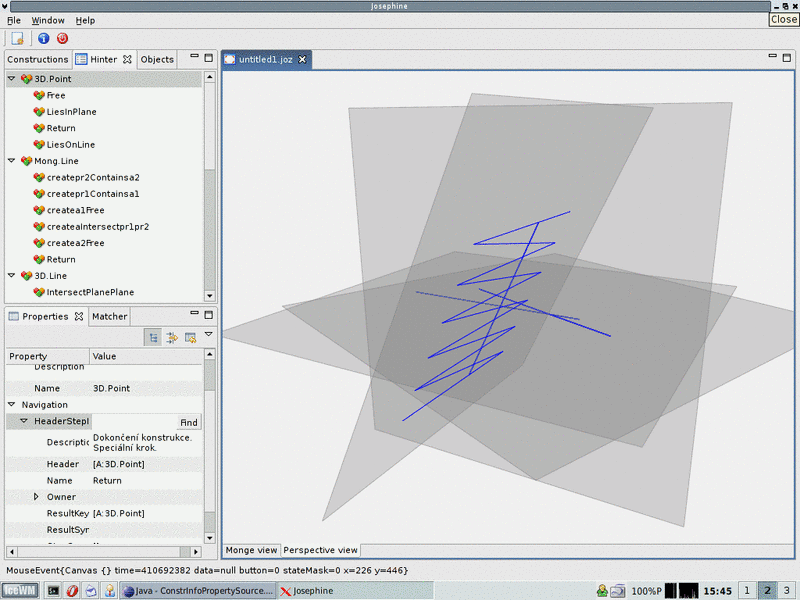 Josephine
File Window Help
Close
Constructions Hinter Objects
untitled1.joz
3D.Point
Free
LiesInPlane
Return
LiesOnLine
Mong.Line
createpr2Containsa2
createpr1Containsa1
createa1Free
createaIntersectpr1pr2
createa2Free
Return
3D.Line
IntersectPlanePlane
Properties Matcher
Property Value
Description
Name 3D.Point
Navigation
HeaderStepI Find
Descriptic Dokončení konstrukce.
Speciální krok.
Header [A:3D.Point]
Name Return
Owner
ResultKey [A:3D.Point]
ResultSyr
Monge view Perspective view
MouseEvent{Canvas {} time=410692382 data=null button=0 stateMask=0 x=226 y=446}
IceWM Java - ConstrInfoPropertySource.... Josephine 100%P 15:45 1 2 3